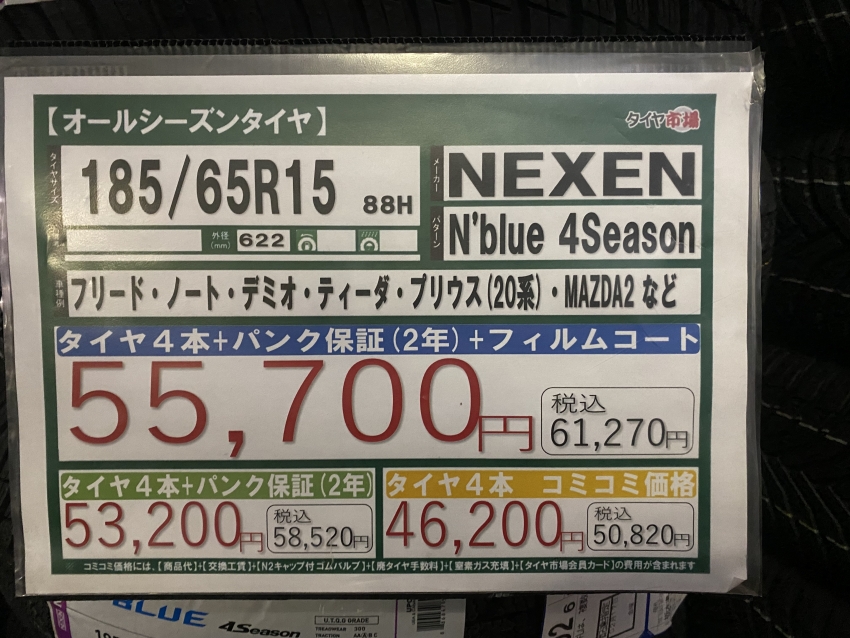 【オールシーズンタイヤ】
タイヤ市場
タイヤサイズ
185/65R15 88H
メーカー
NEXEN
外径(mm) 622
パターン
N'blue 4Season
車種例
フリード・ノート・デミオ・ティーダ・プリウス(20系)・MAZDA2 など
タイヤ4本+パンク保証(2年)+フィルムコート
55,700円
税込
61,270円
タイヤ4本+パンク保証(2年)
53,200円
税込
58,520円
タイヤ4本 コミコミ価格
46,200円
税込
50,820円
コミコミ価格には、【商品代】+【交換工賃】+【N2キャップ付ゴムバルブ】+【廃タイヤ手数料】+【窒素ガス充填】+【タイヤ市場会員カード】の費用が含まれます
BLUE 4Season
U.T.Q.G GRADE
TREADWEAR 300
TRACTION